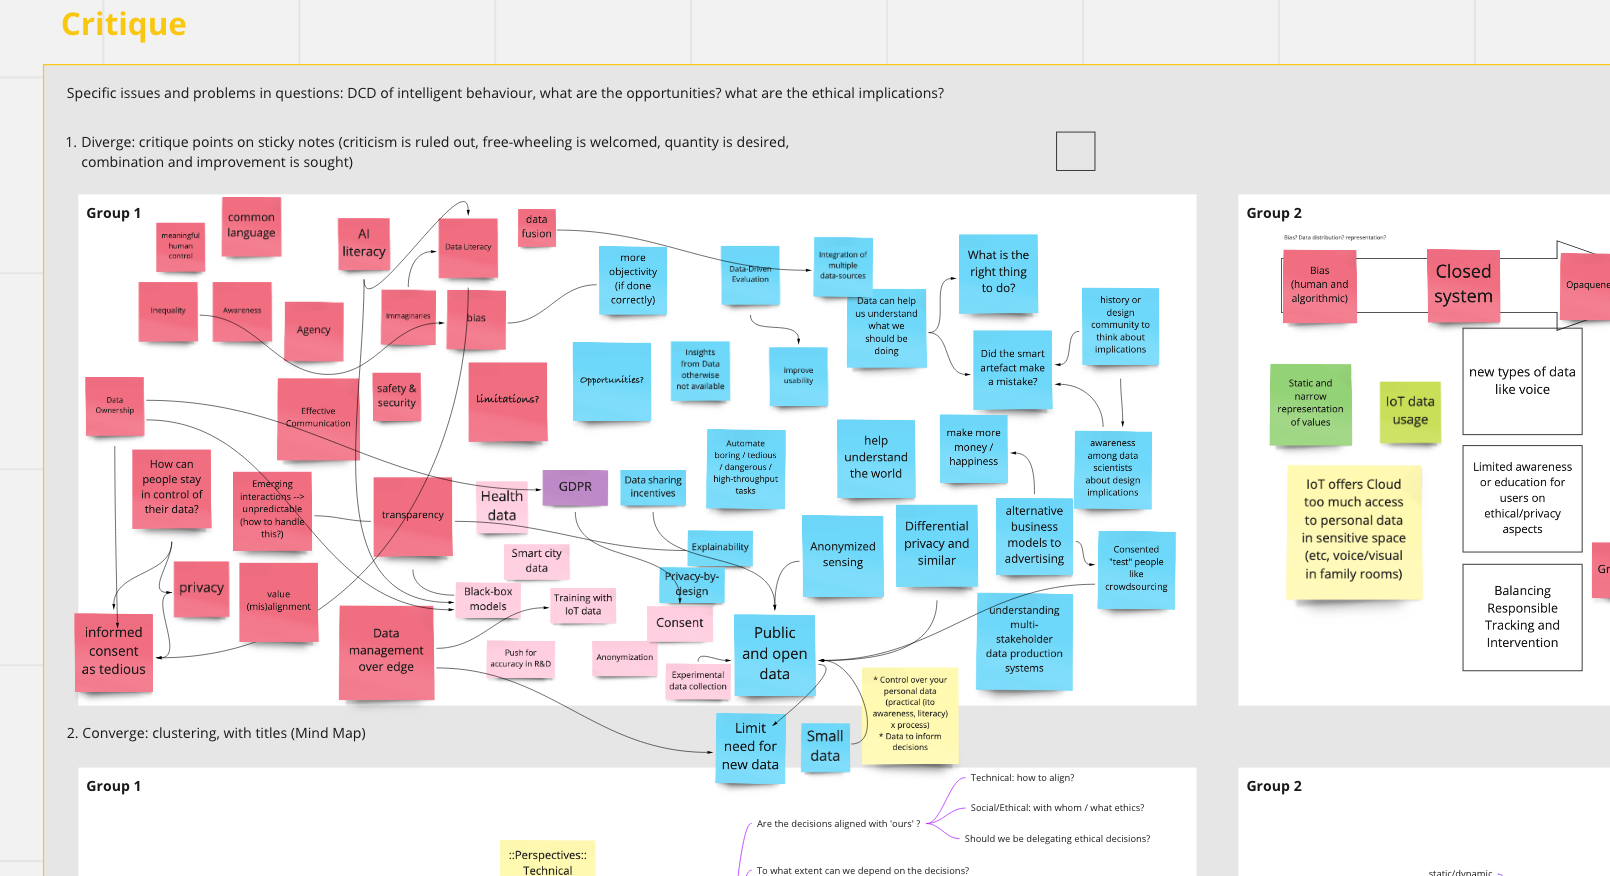 Critique
Specific issues and problems in questions: DCD of intelligent behaviour, what are the opportunities? what are the ethical implications?
1. Diverge: critique points on sticky notes (criticism is ruled out, free-wheeling is welcomed, quantity is desired,
combination and improvement is sought)
Group 1
meaningful
human
control
common
language
AI
literacy
Data Literacy
data
fusion
Inequality
Awareness
Agency
Immaginaries
bias
more
objectivity
(if done
correctly)
Data-Driven
Evaluation
Integration of
multiple
data-sources
What is the
right thing
to do?
Data can help
us understand
what we
should be
doing
history or
design
community to
think about
implications
Did the smart
artefact make
a mistake?
Data
Ownership
Effective
Communication
safety &
security
limitations?
Opportunities?
Insights
from Data
otherwise
not available
Improve
usability
How can
people stay
in control of
their data?
Emerging
interactions -->
unpredictable
(how to handle
this?)
transparency
Health
data
GDPR
Data sharing
incentives
Automate
boring / tedious
/ dangerous /
high-throughput
tasks
help
understand
the world
make more
money /
happiness
awareness
among data
scientists
about design
implications
alternative
business
models to
advertising
Differential
privacy and
similar
Anonymized
sensing
Explainability
Privacy-by-
design
Consented
"test" people
like
crowdsourcing
Smart city
data
Black-box
models
Training with
IoT data
Consent
privacy
value
(mis)alignment
informed
consent
as tedious
Data
management
over edge
Push for
accuracy in R&D
Anonymization
Experimental
data collection
Public
and open
data
understanding
multi-
stakeholder
data production
systems
* Control over your
personal data
(practical (ito
awareness, literacy)
x process)
* Data to inform
decisions
Limit
need for
new data
Small
data
Group 2
Bias? Data distribution? representation?
Bias
(human and
algorithmic)
Closed
system
Opaquene
new types of data
like voice
Static and
narrow
representation
of values
IoT data
usage
Limited awareness
or education for
users on
ethical/privacy
aspects
IoT offers Cloud
too much access
to personal data
in sensitive space
(etc, voice/visual
in family rooms)
Balancing
Responsible
Tracking and
Intervention
Gr
2. Converge: clustering, with titles (Mind Map)
Group 1
::Perspectives::
Technical
Technical: how to align?
Social/Ethical: with whom / what ethics?
Are the decisions aligned with 'ours' ?
Should we be delegating ethical decisions?
To what extent can we depend on the decisions?
Group 2
static/dynamic